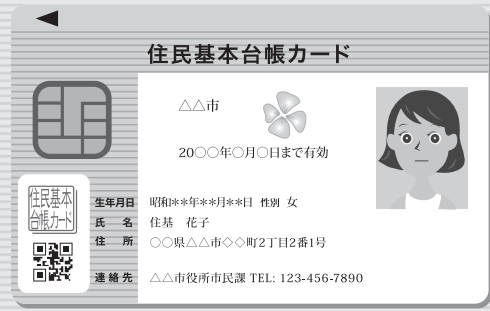 住民基本台帳カード
△△市
20○○年○月○日まで有効
住民基本
台帳カード
生年月日 昭和**年**月**日 性別 女
氏名 住基 花子
住所 ○○県△△市◇◇町2丁目2番1号
連絡先 △△市役所市民課 TEL: 123-456-7890